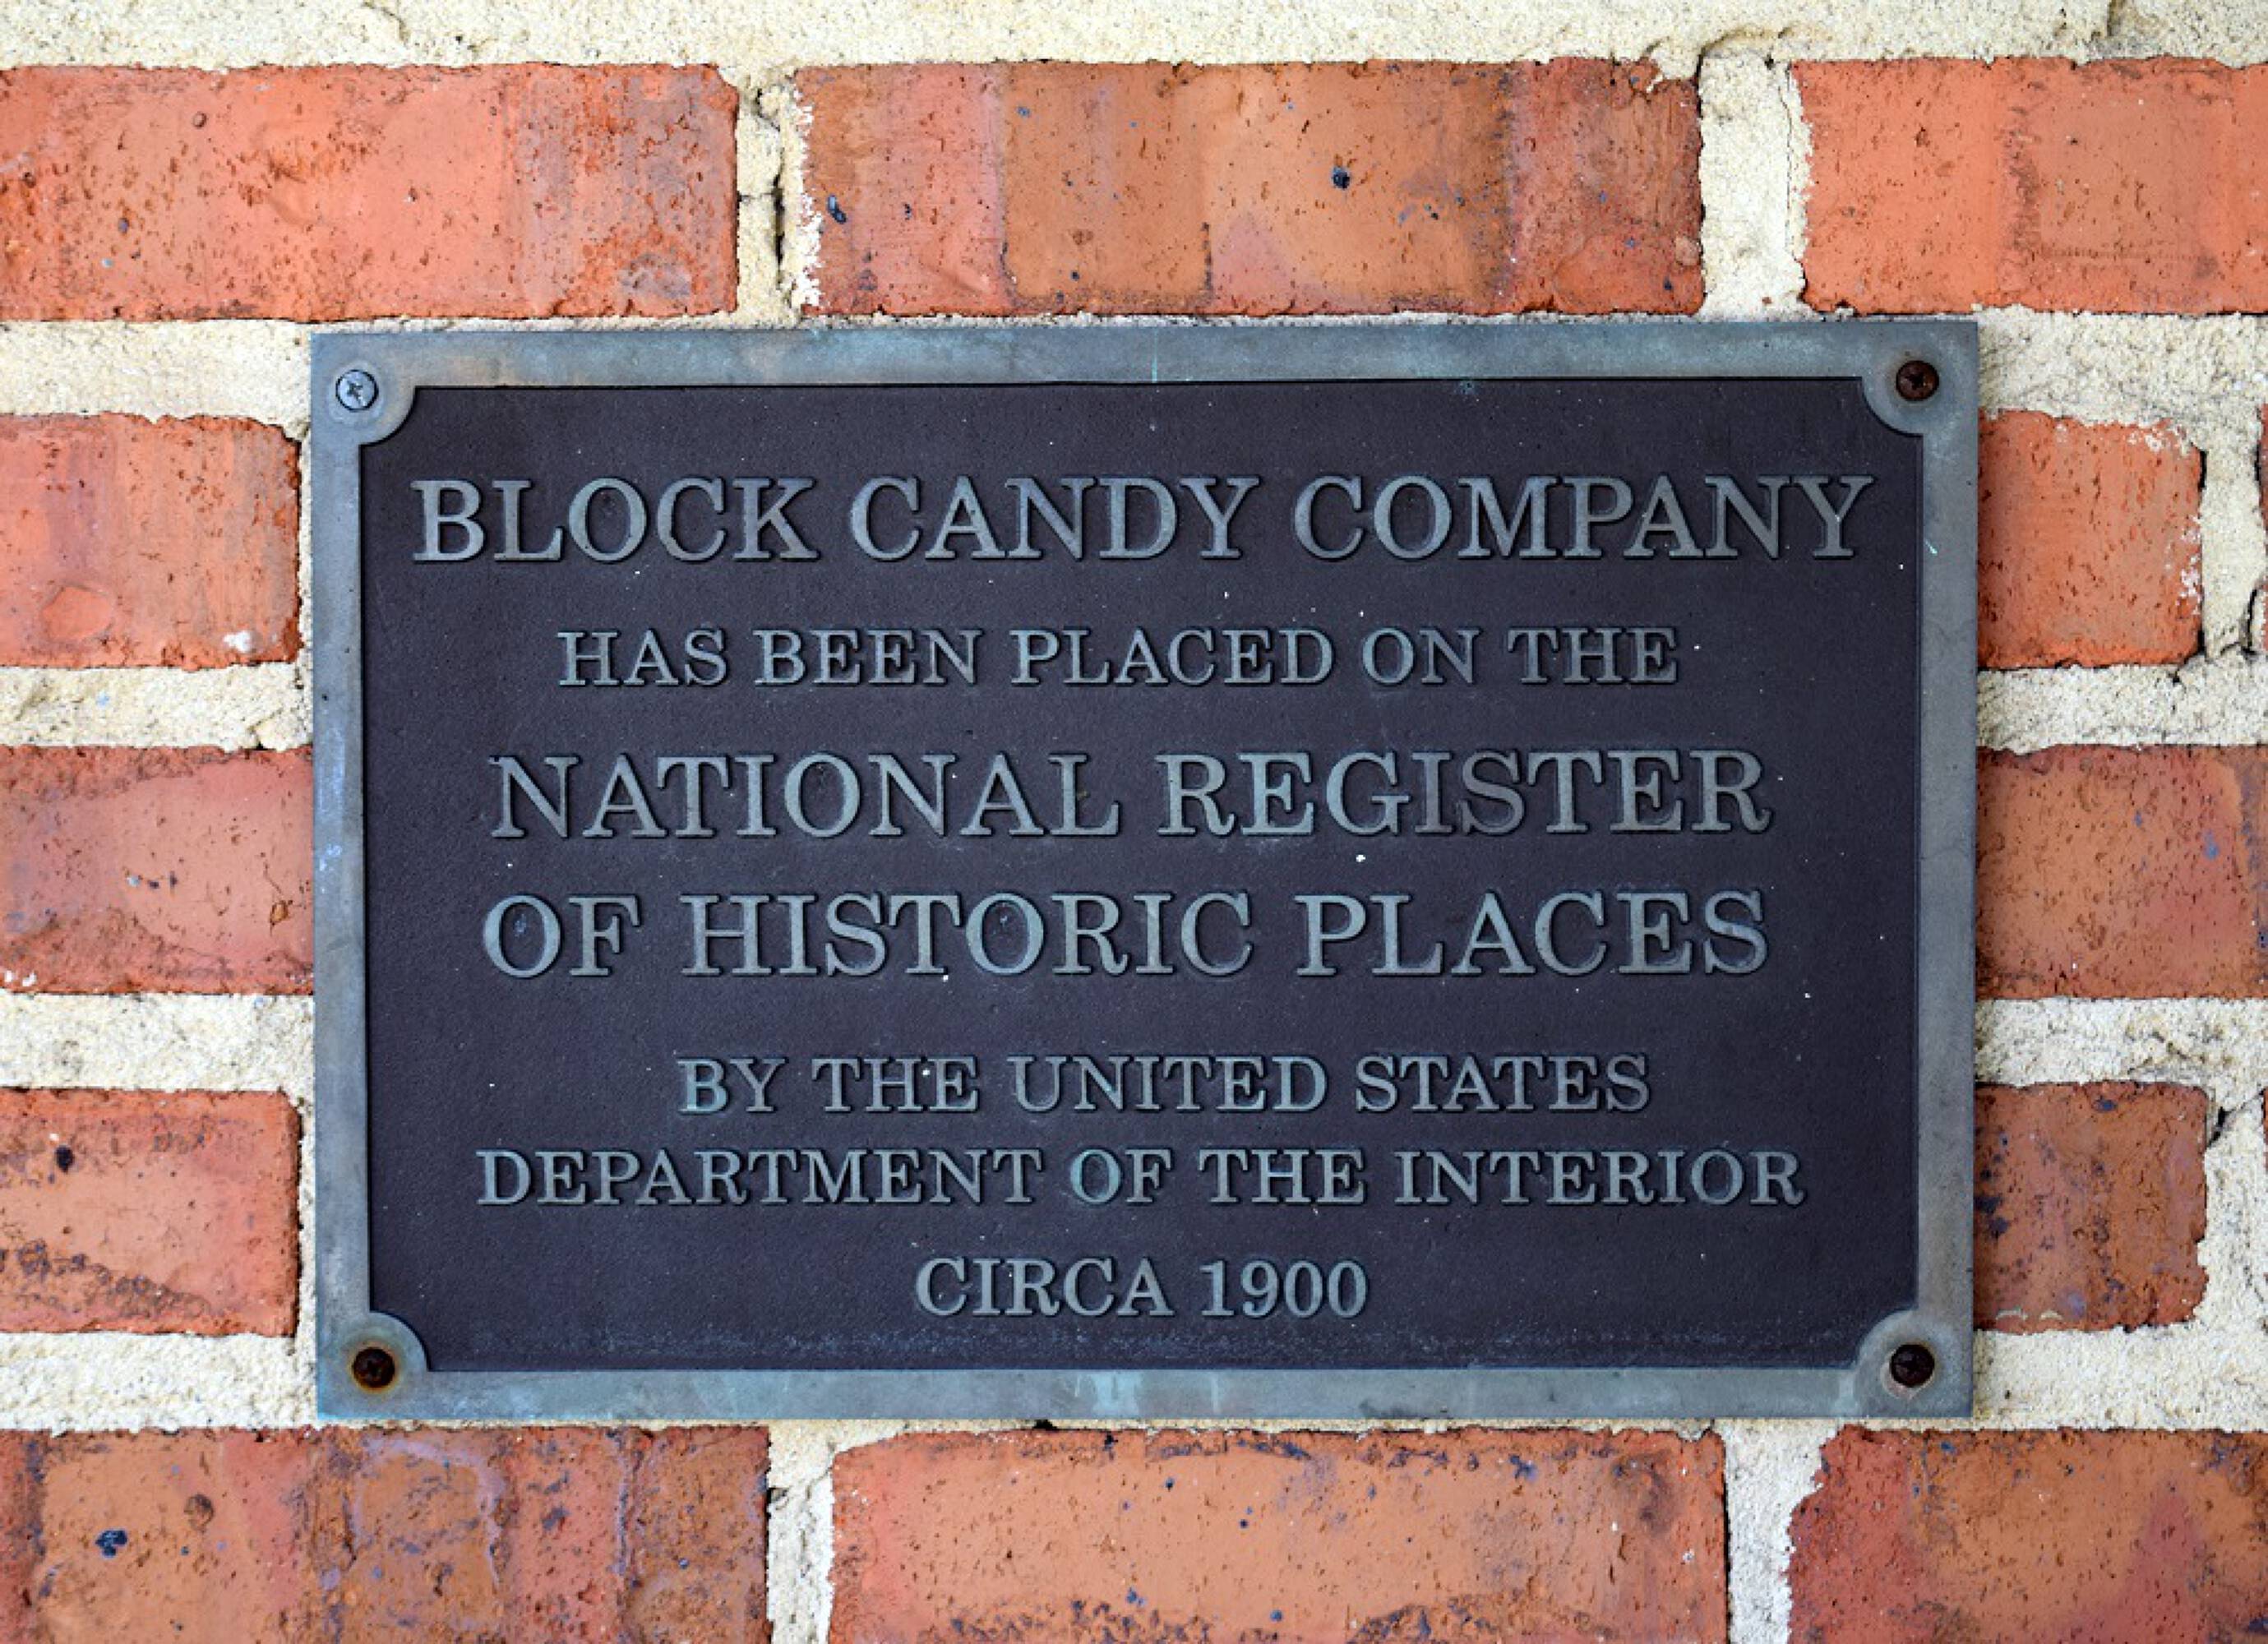 BLOCK CANDY COMPANY
HAS BEEN PLACED ON THE
NATIONAL REGISTER
OF HISTORIC PLACES
BY THE UNITED STATES
DEPARTMENT OF THE INTERIOR
CIRCA 1900